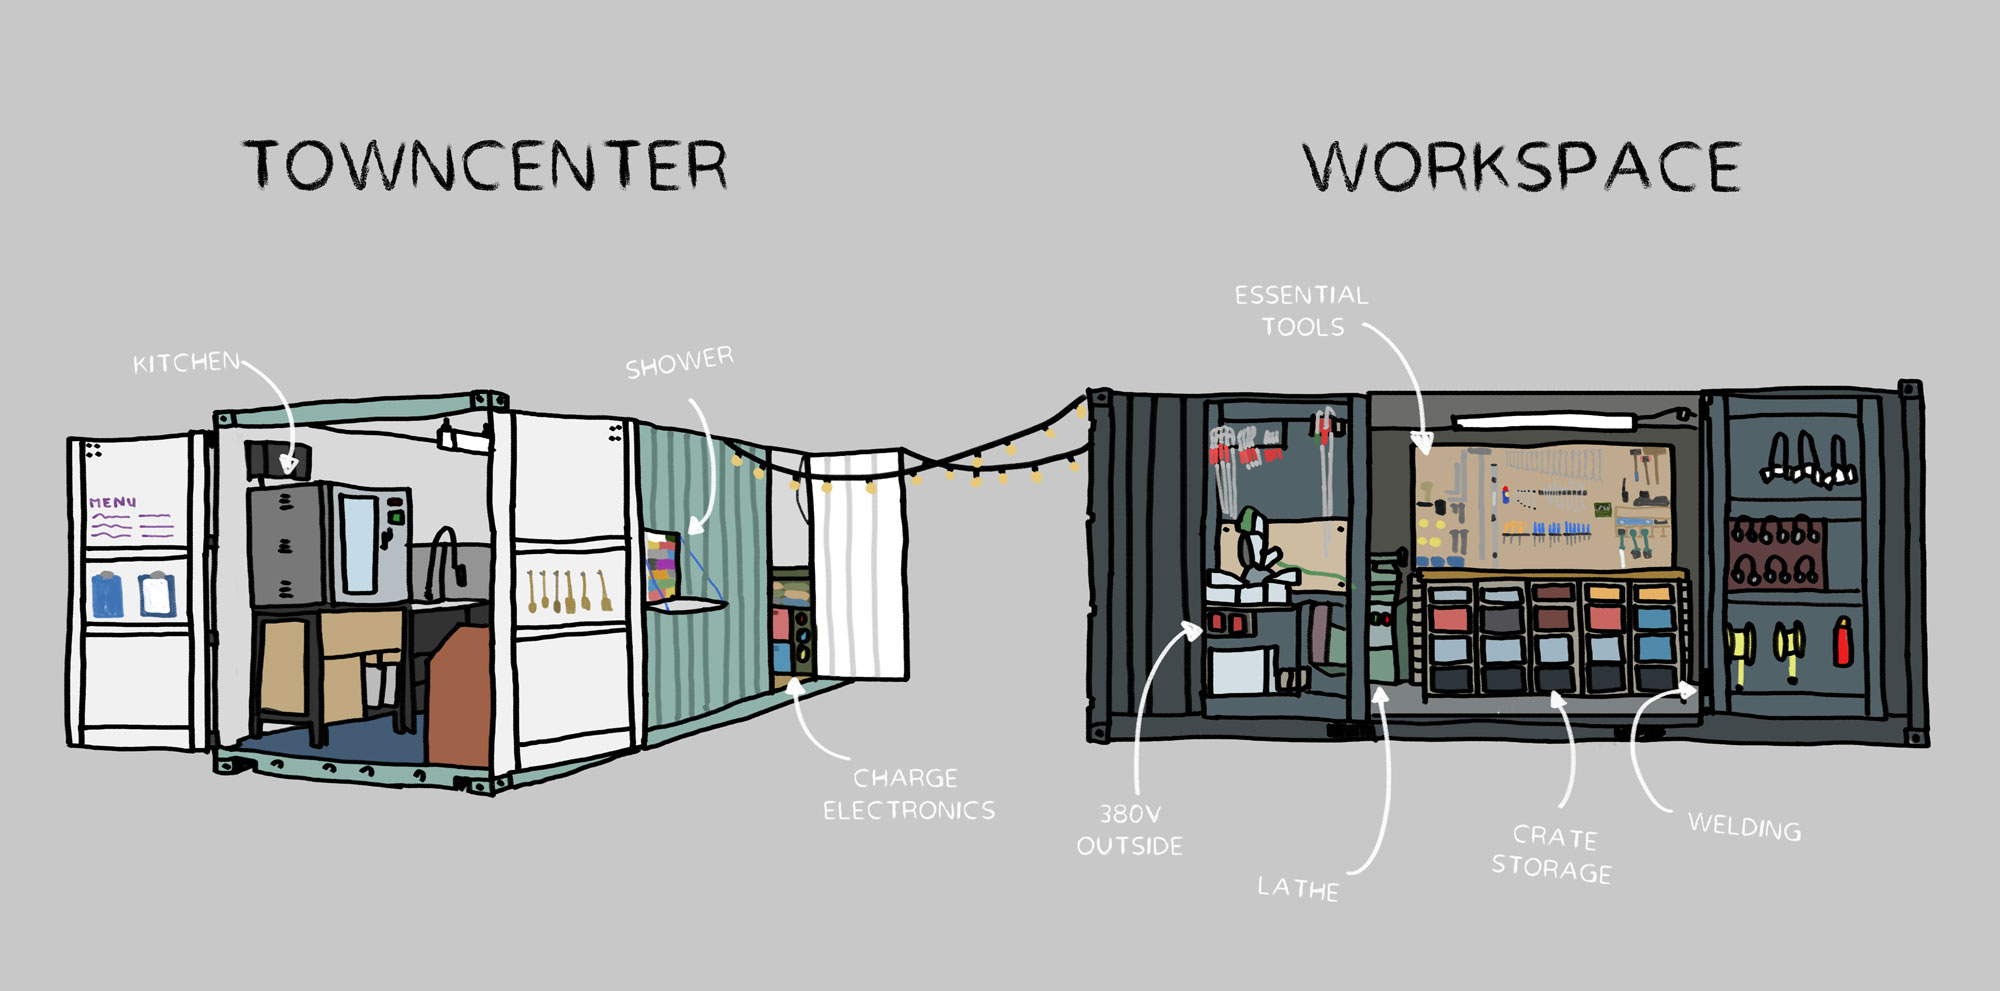 TOWNCENTER
WORKSPACE
ESSENTIAL
TOOLS
KITCHEN
SHOWER
MENU
CHARGE
ELECTRONICS
380V
OUTSIDE
LATHE
CRATE
STORAGE
WELDING